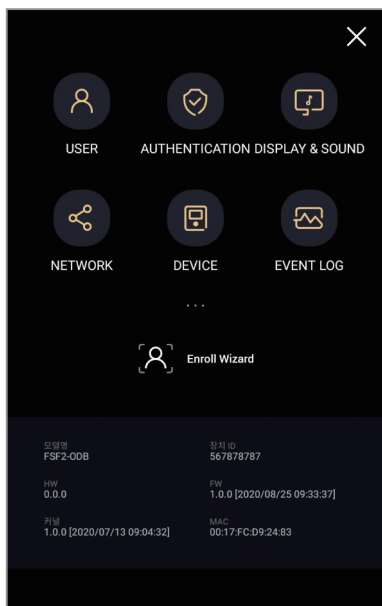 USER
AUTHENTICATION
DISPLAY & SOUND
NETWORK
DEVICE
EVENT LOG
...
Enroll Wizard
모델명
FSF2-ODB
장치 ID
567878787
HW
0.0.0
FW
1.0.0 [2020/08/25 09:33:37]
커널
1.0.0 [2020/07/13 09:04:32]
MAC
00:17:FC:D9:24:83